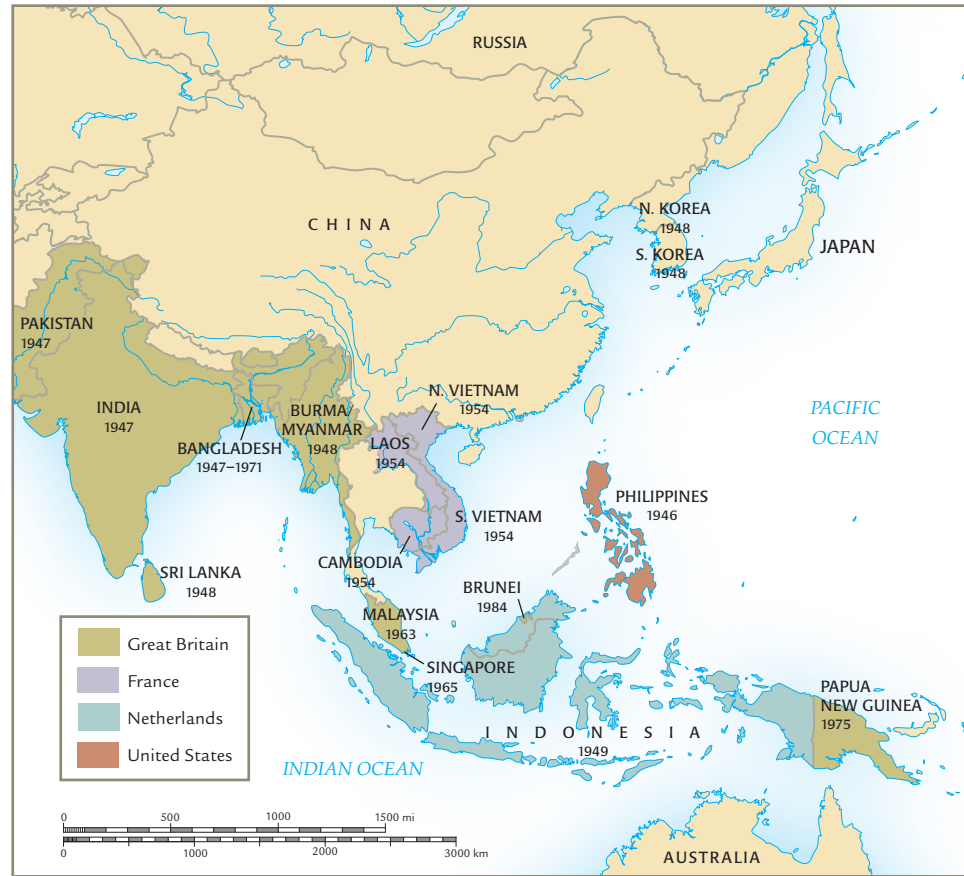 RUSSIA
CHINA
N. KOREA
1948
S. KOREA
1948
JAPAN
PAKISTAN
1947
INDIA
1947
BANGLADESH
1947–1971
BURMA/
MYANMAR
1948
N. VIETNAM
1954
LAOS
1954
S. VIETNAM
1954
CAMBODIA
1954
PACIFIC
OCEAN
PHILIPPINES
1946
SRI LANKA
1948
MALAYSIA
1963
BRUNEI
1984
SINGAPORE
1965
INDONESIA
1949
PAPUA
NEW GUINEA
1975
INDIAN OCEAN
AUSTRALIA
Great Britain
France
Netherlands
United States
0 500 1000 1500 mi
0 1000 2000 3000 km